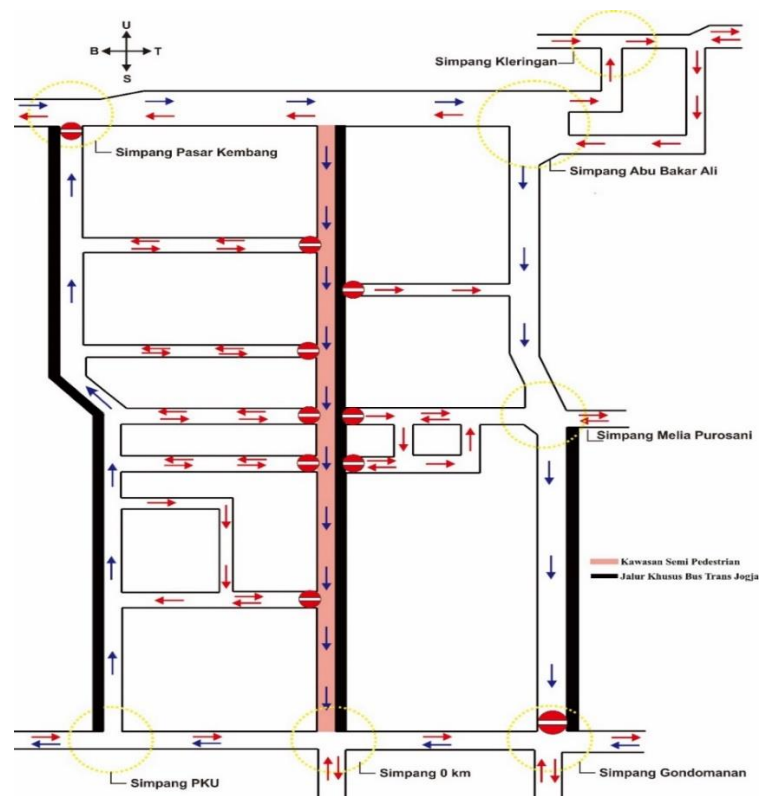 U
B T
S
Simpang Kleringan
Simpang Pasar Kembang
Simpang Abu Bakar Ali
Simpang Melia Purosani
Kawasan Semi Pedestrian
Jalur Khusus Bus Trans Jogja
Simpang PKU
Simpang 0 km
Simpang Gondomanan